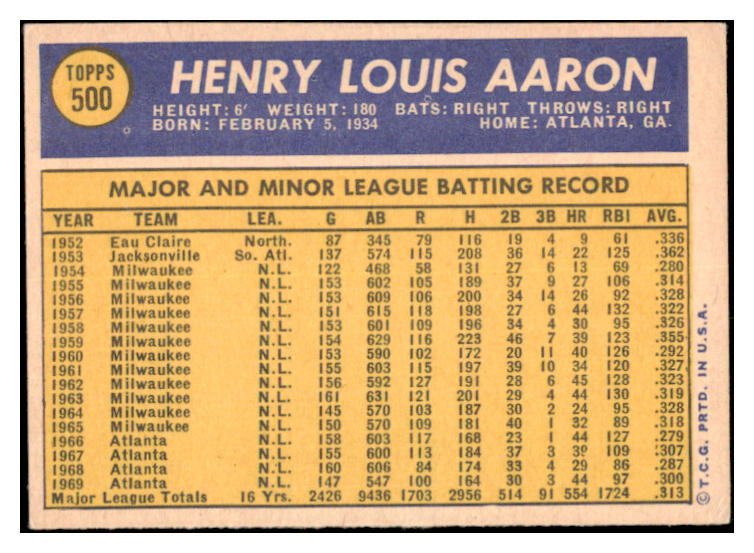 TOPPS
500
HENRY LOUIS AARON
HEIGHT: 6' WEIGHT: 180 BATS: RIGHT THROWS: RIGHT
BORN: FEBRUARY 5, 1934 HOME: ATLANTA, GA.
MAJOR AND MINOR LEAGUE BATTING RECORD
YEAR TEAM LEA. G AB R H 2B 3B HR RBI AVG.
1952 Eau Claire North. 87 345 79 116 19 4 9 61 .336
1953 Jacksonville So. Atl. 137 574 115 208 36 14 22 125 .362
1954 Milwaukee N.L. 122 468 58 131 27 6 13 69 .280
1955 Milwaukee N.L. 153 602 105 189 37 9 27 106 .314
1956 Milwaukee N.L. 153 609 106 200 34 14 26 92 .328
1957 Milwaukee N.L. 151 615 118 198 27 6 44 132 .322
1958 Milwaukee N.L. 153 601 109 196 34 4 30 95 .326
1959 Milwaukee N.L. 154 629 116 223 46 7 39 123 .355
1960 Milwaukee N.L. 153 590 102 172 20 11 40 126 .292
1961 Milwaukee N.L. 155 603 115 197 39 10 34 120 .327
1962 Milwaukee N.L. 156 592 127 191 28 6 45 128 .323
1963 Milwaukee N.L. 161 631 121 201 29 4 44 130 .319
1964 Milwaukee N.L. 145 570 103 187 30 2 24 95 .328
1965 Milwaukee N.L. 150 570 109 181 40 1 32 89 .318
1966 Atlanta N.L. 158 603 117 168 23 1 44 127 .279
1967 Atlanta N.L. 155 600 113 184 37 3 39 109 .307
1968 Atlanta N.L. 160 606 84 174 33 4 29 86 .287
1969 Atlanta N.L. 147 547 100 164 30 3 44 97 .300
Major League Totals 16 Yrs. 2426 9436 1703 2956 514 91 554 1724 .313
© T.C.G. PRTD. IN U.S.A.